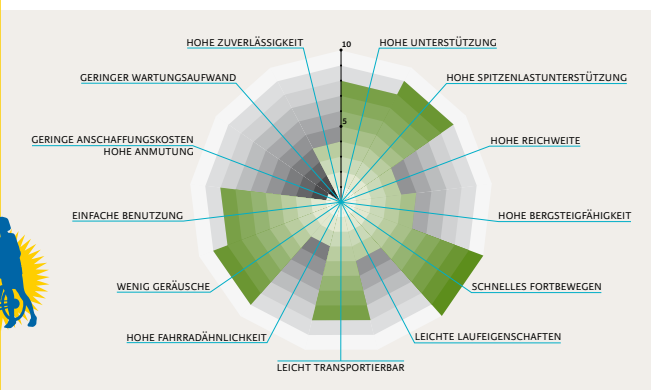 HOHE ZUVERLÄSSIGKEIT
10
HOHE UNTERSTÜTZUNG
GERINGER WARTUNGSAUFWAND
HOHE SPITZENLASTUNTERSTÜTZUNG
5
GERINGE ANSCHAFFUNGSKOSTEN
HOHE ANMUTUNG
HOHE REICHWEITE
EINFACHE BENUTZUNG
HOHE BERGSTEIGFÄHIGKEIT
WENIG GERÄUSCHE
SCHNELLES FORTBEWEGEN
HOHE FAHRRADÄHNLICHKEIT
LEICHTE LAUFEIGENSCHAFTEN
LEICHT TRANSPORTIERBAR